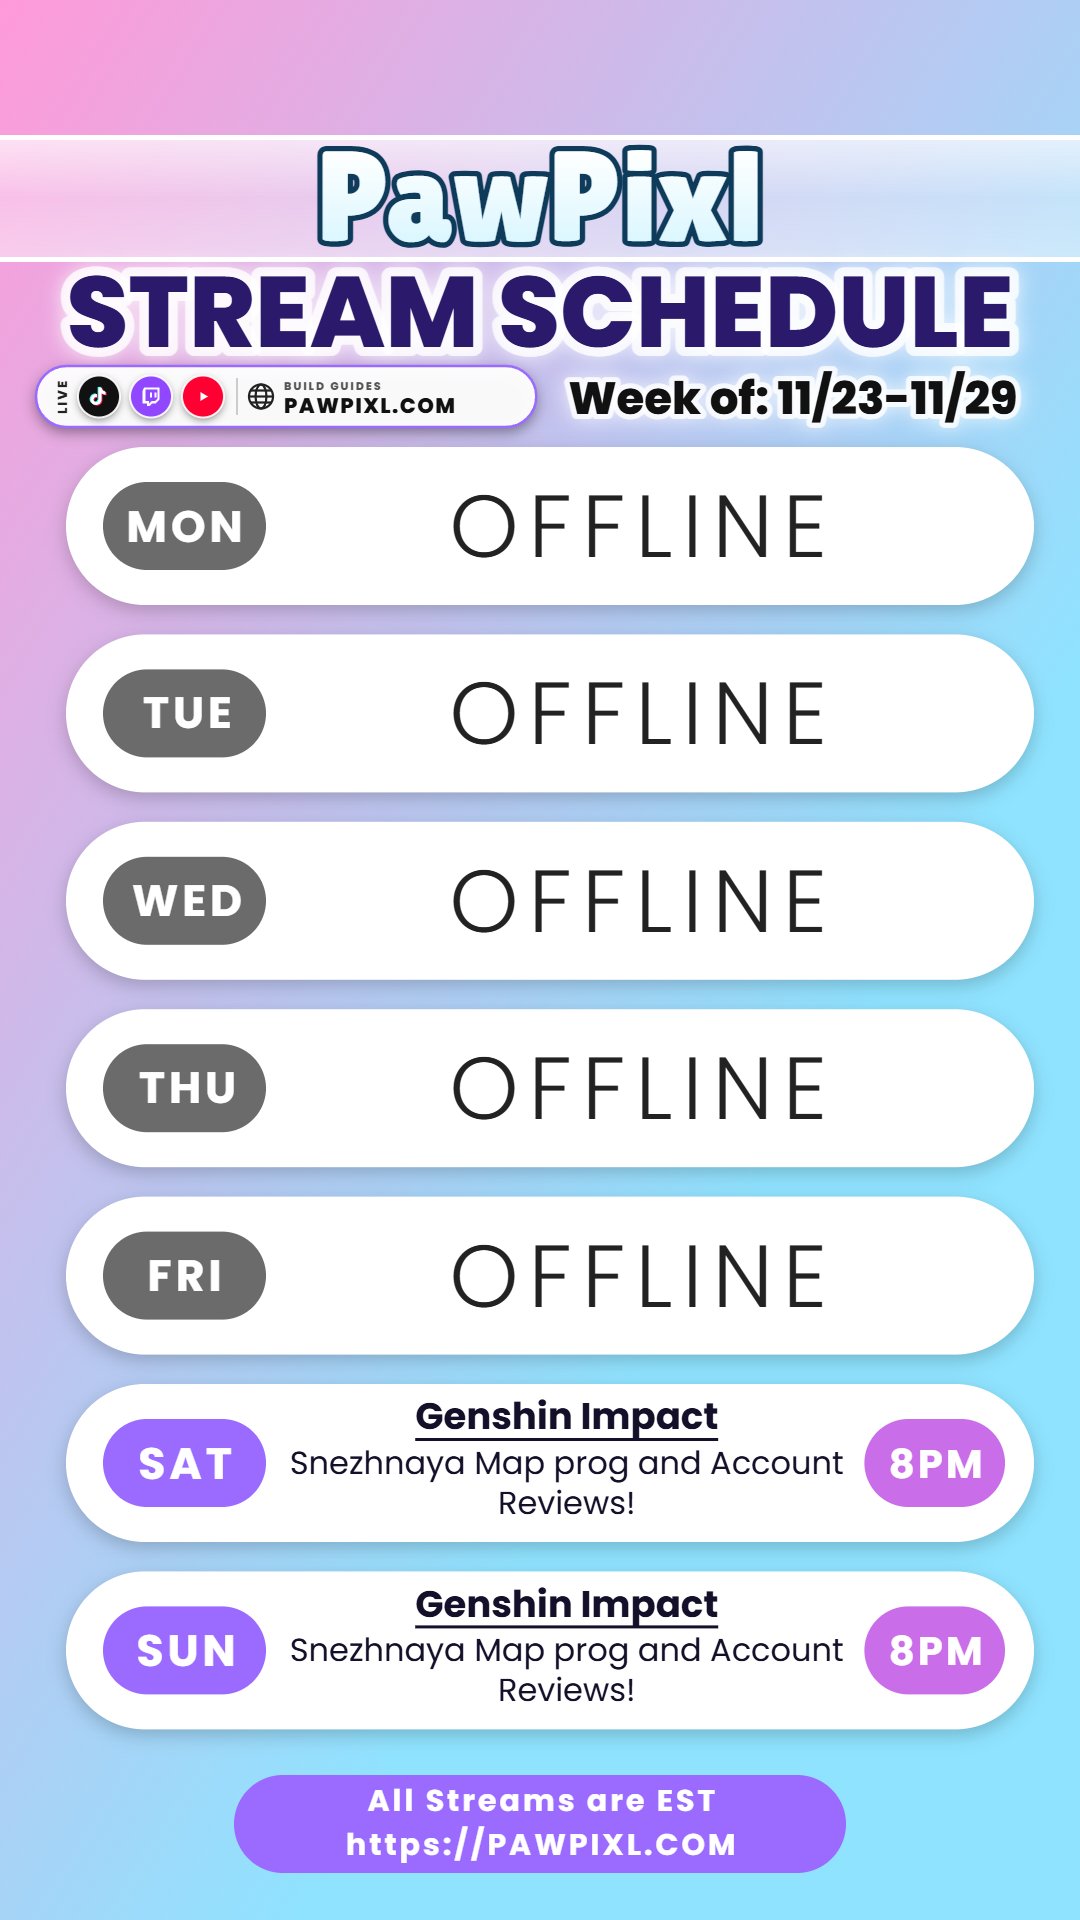 PawPixl
STREAM SCHEDULE
LIVE
BUILD GUIDES
PAWPIXL.COM
Week of: 11/23-11/29
MON
OFFLINE
TUE
OFFLINE
WED
OFFLINE
THU
OFFLINE
FRI
OFFLINE
SAT
Genshin Impact
Snezhnaya Map prog and Account
Reviews!
8PM
SUN
Genshin Impact
Snezhnaya Map prog and Account
Reviews!
8PM
All Streams are EST
https://PAWPIXL.COM